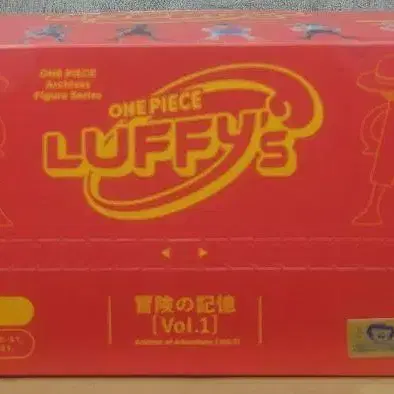 ONE PIECE
Archives
Figure Series
ONE PIECE
LUFFY's
冒険の記憶
[Vol.1]